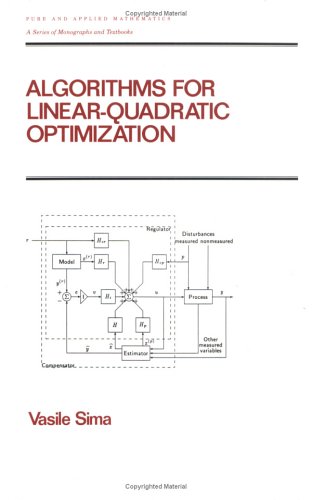 PURE AND APPLIED MATHEMATICS
A Series of Monographs and Textbooks
ALGORITHMS FOR
LINEAR-QUADRATIC
OPTIMIZATION
Regulator
Disturbances
measured nonmeasured
r
Model
Process
Estimator
Other
measured
variables
Compensator
Vasile Sima
Copyrighted Material
Copyrighted Material